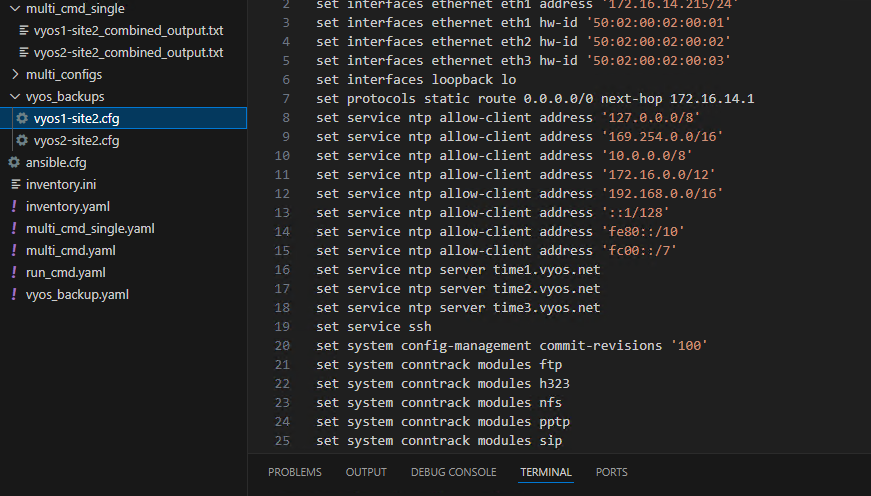 multi_cmd_single
vyos1-site2_combined_output.txt
vyos2-site2_combined_output.txt
multi_configs
vyos_backups
vyos1-site2.cfg
vyos2-site2.cfg
ansible.cfg
inventory.ini
inventory.yaml
multi_cmd_single.yaml
multi_cmd.yaml
run_cmd.yaml
vyos_backup.yaml
2 set interfaces ethernet eth1 address '172.16.14.215/24'
3 set interfaces ethernet eth1 hw-id '50:02:00:02:00:01'
4 set interfaces ethernet eth2 hw-id '50:02:00:02:00:02'
5 set interfaces ethernet eth3 hw-id '50:02:00:02:00:03'
6 set interfaces loopback lo
7 set protocols static route 0.0.0.0/0 next-hop 172.16.14.1
8 set service ntp allow-client address '127.0.0.0/8'
9 set service ntp allow-client address '169.254.0.0/16'
10 set service ntp allow-client address '10.0.0.0/8'
11 set service ntp allow-client address '172.16.0.0/12'
12 set service ntp allow-client address '192.168.0.0/16'
13 set service ntp allow-client address '::1/128'
14 set service ntp allow-client address 'fe80::/10'
15 set service ntp allow-client address 'fc00::/7'
16 set service ntp server time1.vyos.net
17 set service ntp server time2.vyos.net
18 set service ntp server time3.vyos.net
19 set service ssh
20 set system config-management commit-revisions '100'
21 set system conntrack modules ftp
22 set system conntrack modules h323
23 set system conntrack modules nfs
24 set system conntrack modules pptp
25 set system conntrack modules sip
PROBLEMS OUTPUT DEBUG CONSOLE TERMINAL PORTS